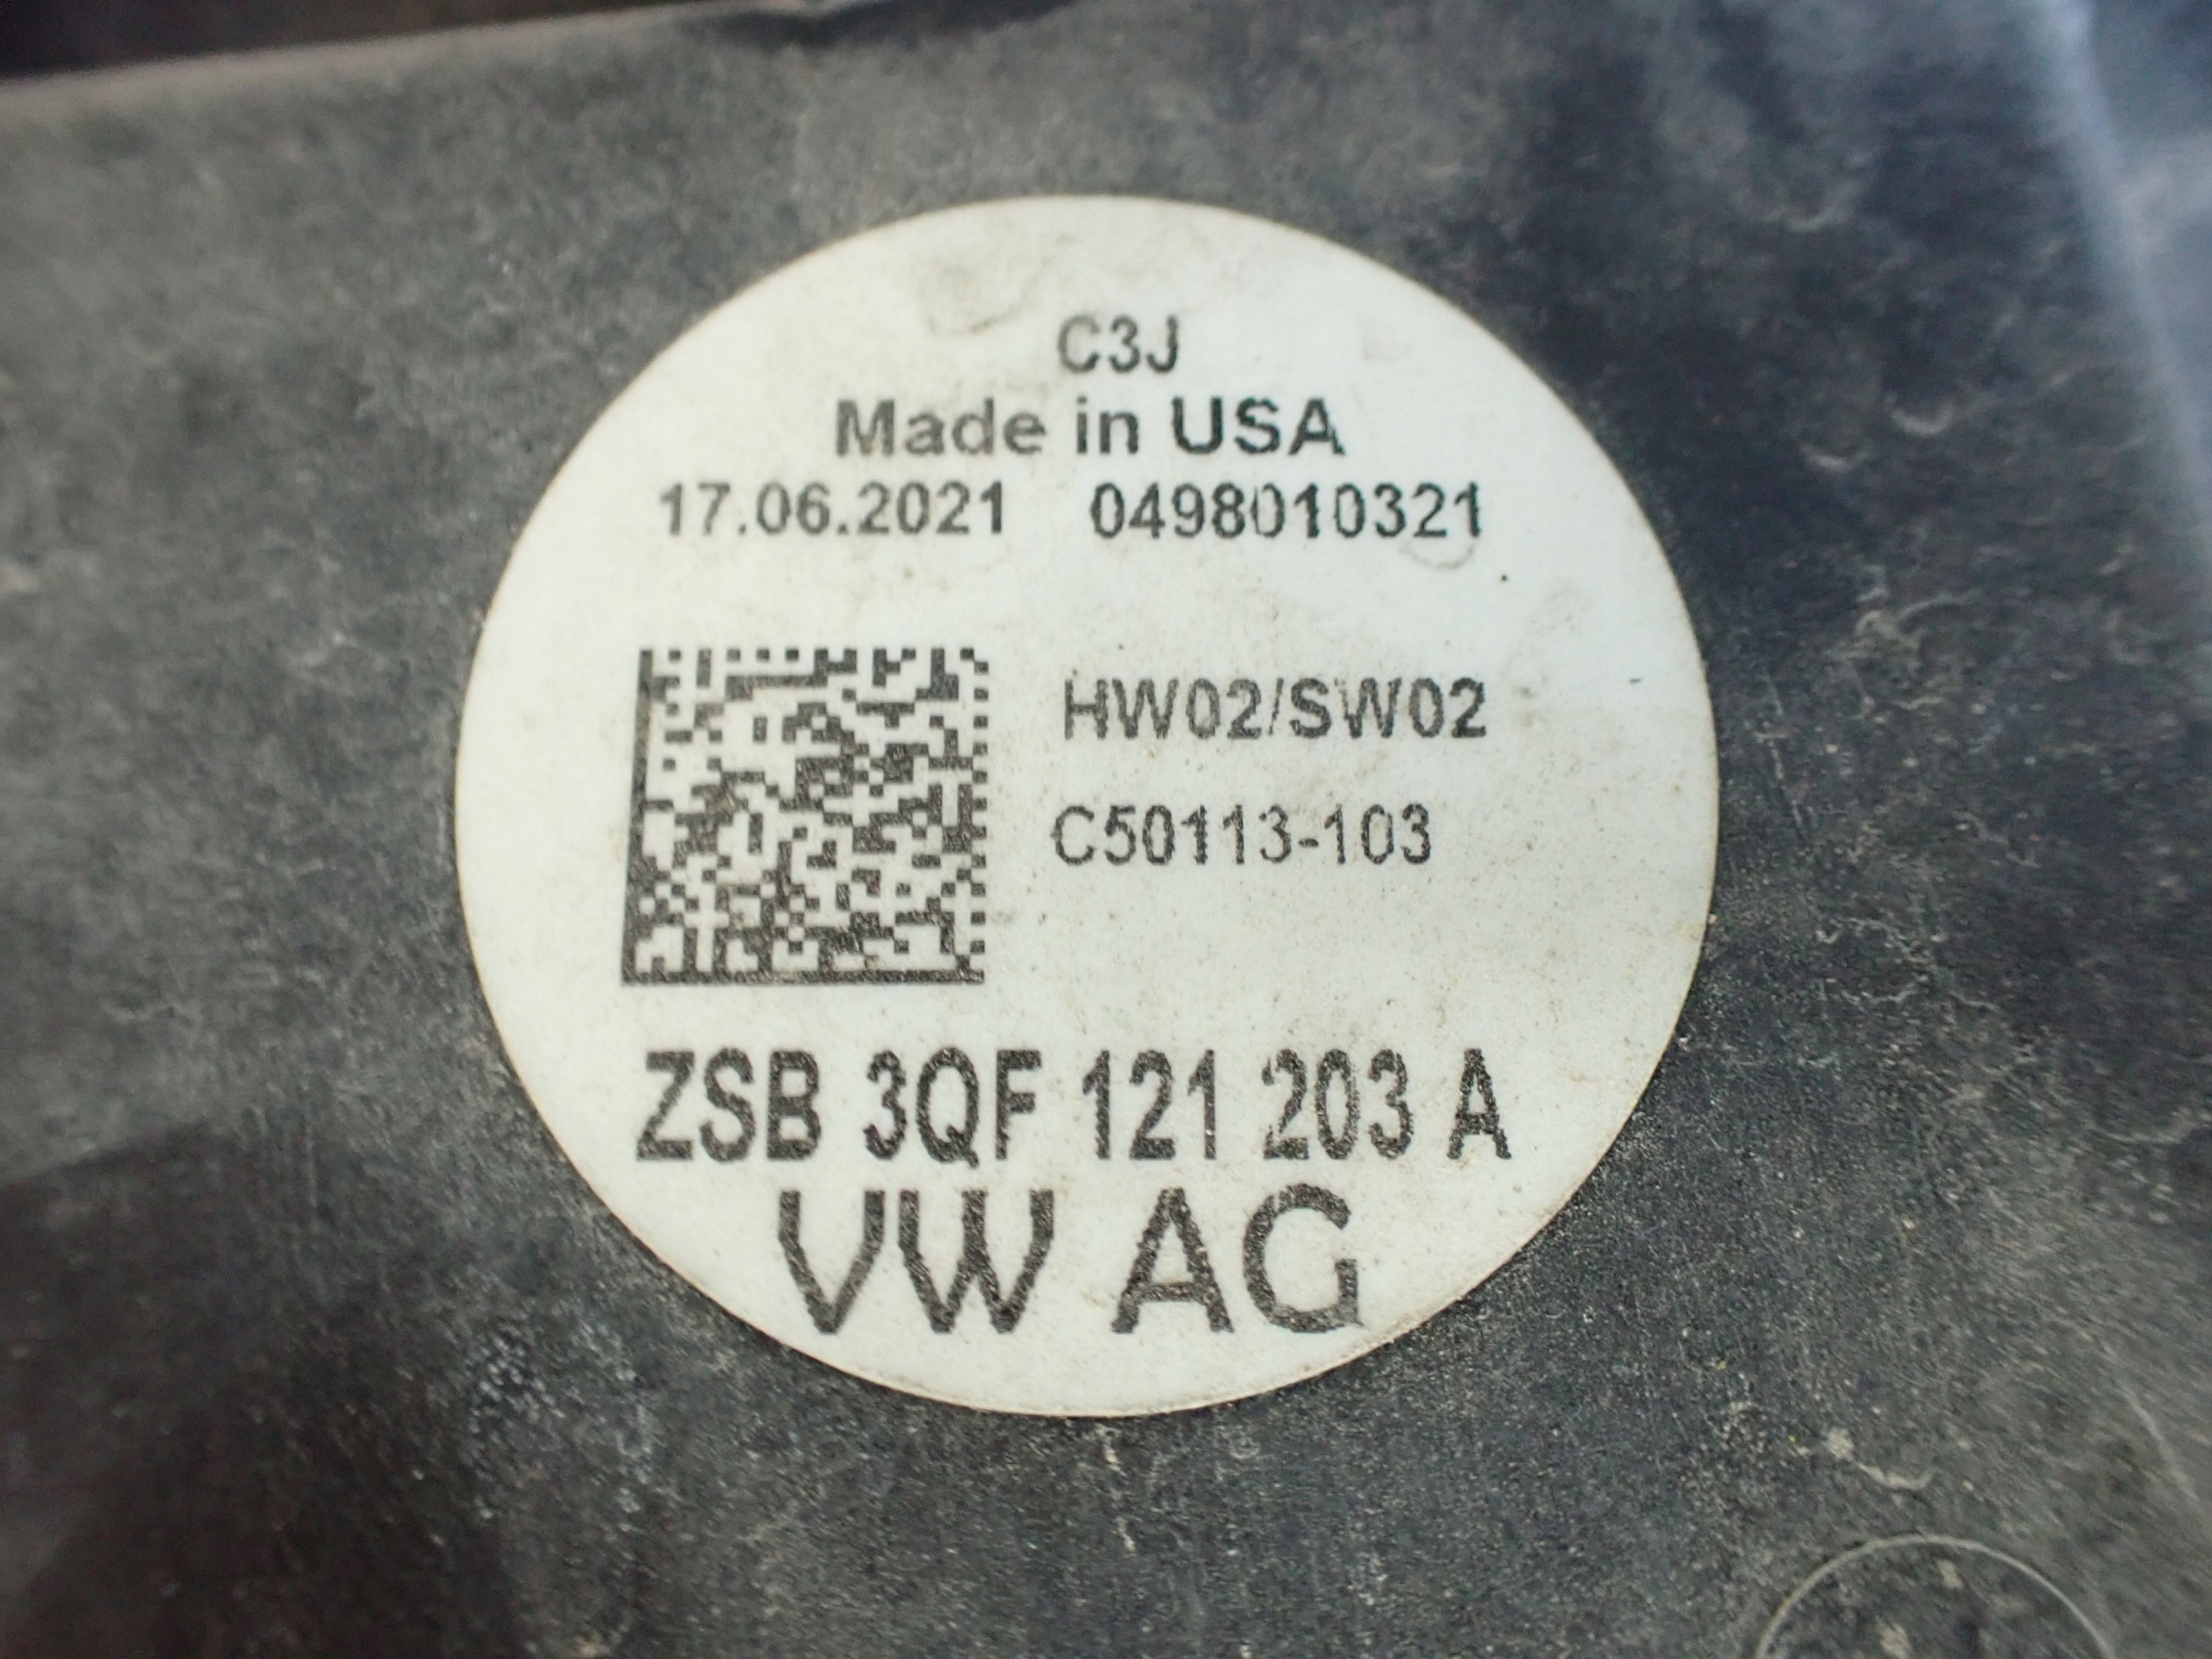 C3J
Made in USA
17.06.2021 0498010321
HW02/SW02
C50113-103
ZSB 3QF 121 203 A
VW AG